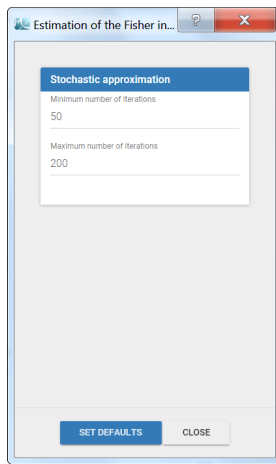 Estimation of the Fisher in...
?
X
Stochastic approximation
Minimum number of iterations
50
Maximum number of iterations
200
SET DEFAULTS
CLOSE